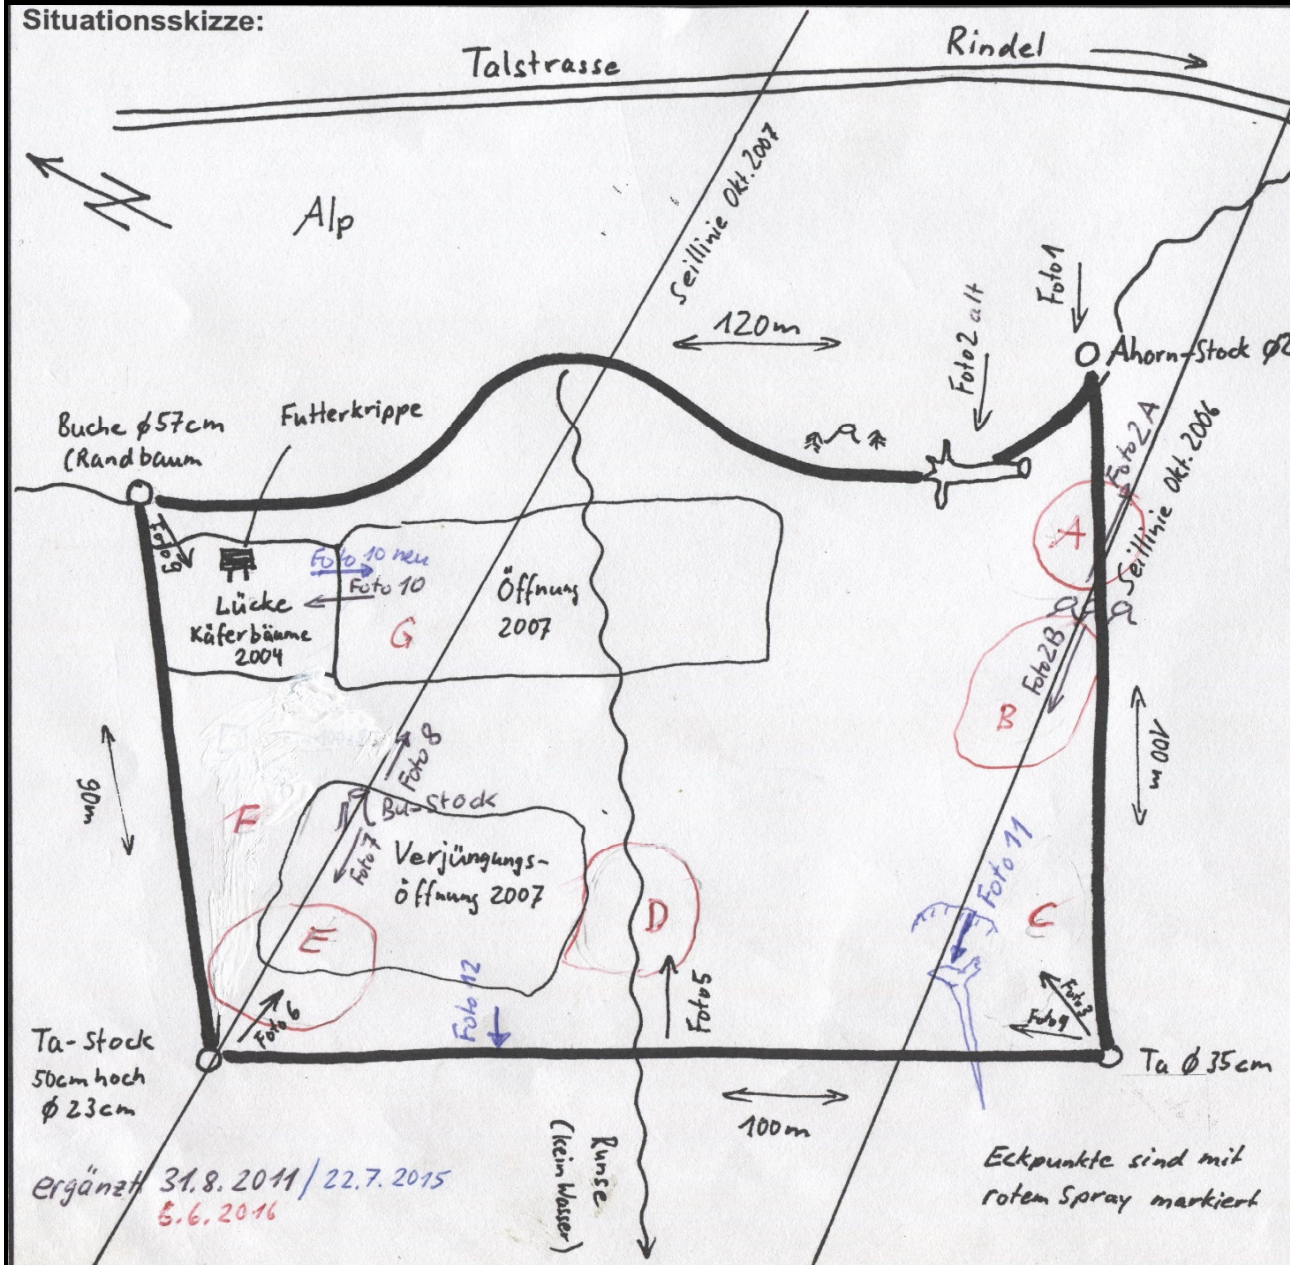 Situationsskizze:
Talstrasse
Rindel
Alp
Seillinie Okt. 2007
120m
Foto 2 alt
Foto 1
Ahorn-Stock ø2
Buche ø 57cm
(Randbaum
Futterkrippe
Foto 2A
Seillinie Okt. 2006
A
Foto 9
Foto 10 neu
Foto 10
Lücke
Käferbäume
2004
G
Öffnung
2007
Foto 2B
B
90m
100m
Foto 8
Bu-Stock
Foto 7
F
Verjüngungs-
öffnung 2007
E
D
Foto 11
C
Foto 6
Foto 12
Foto 5
Foto 3
Ta-Stock
50cm hoch
ø 23cm
Ta ø 35cm
100m
Runse
(kein Wasser)
Eckpunkte sind mit
rotem Spray markiert
ergänzt 31.8.2011 / 22.7.2015
5.6.2016